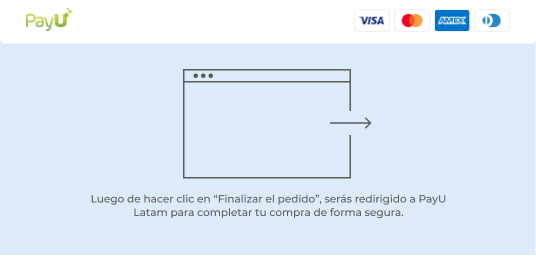 PayU VISA AMEX
Luego de hacer clic en “Finalizar el pedido”, serás redirigido a PayU
Latam para completar tu compra de forma segura.